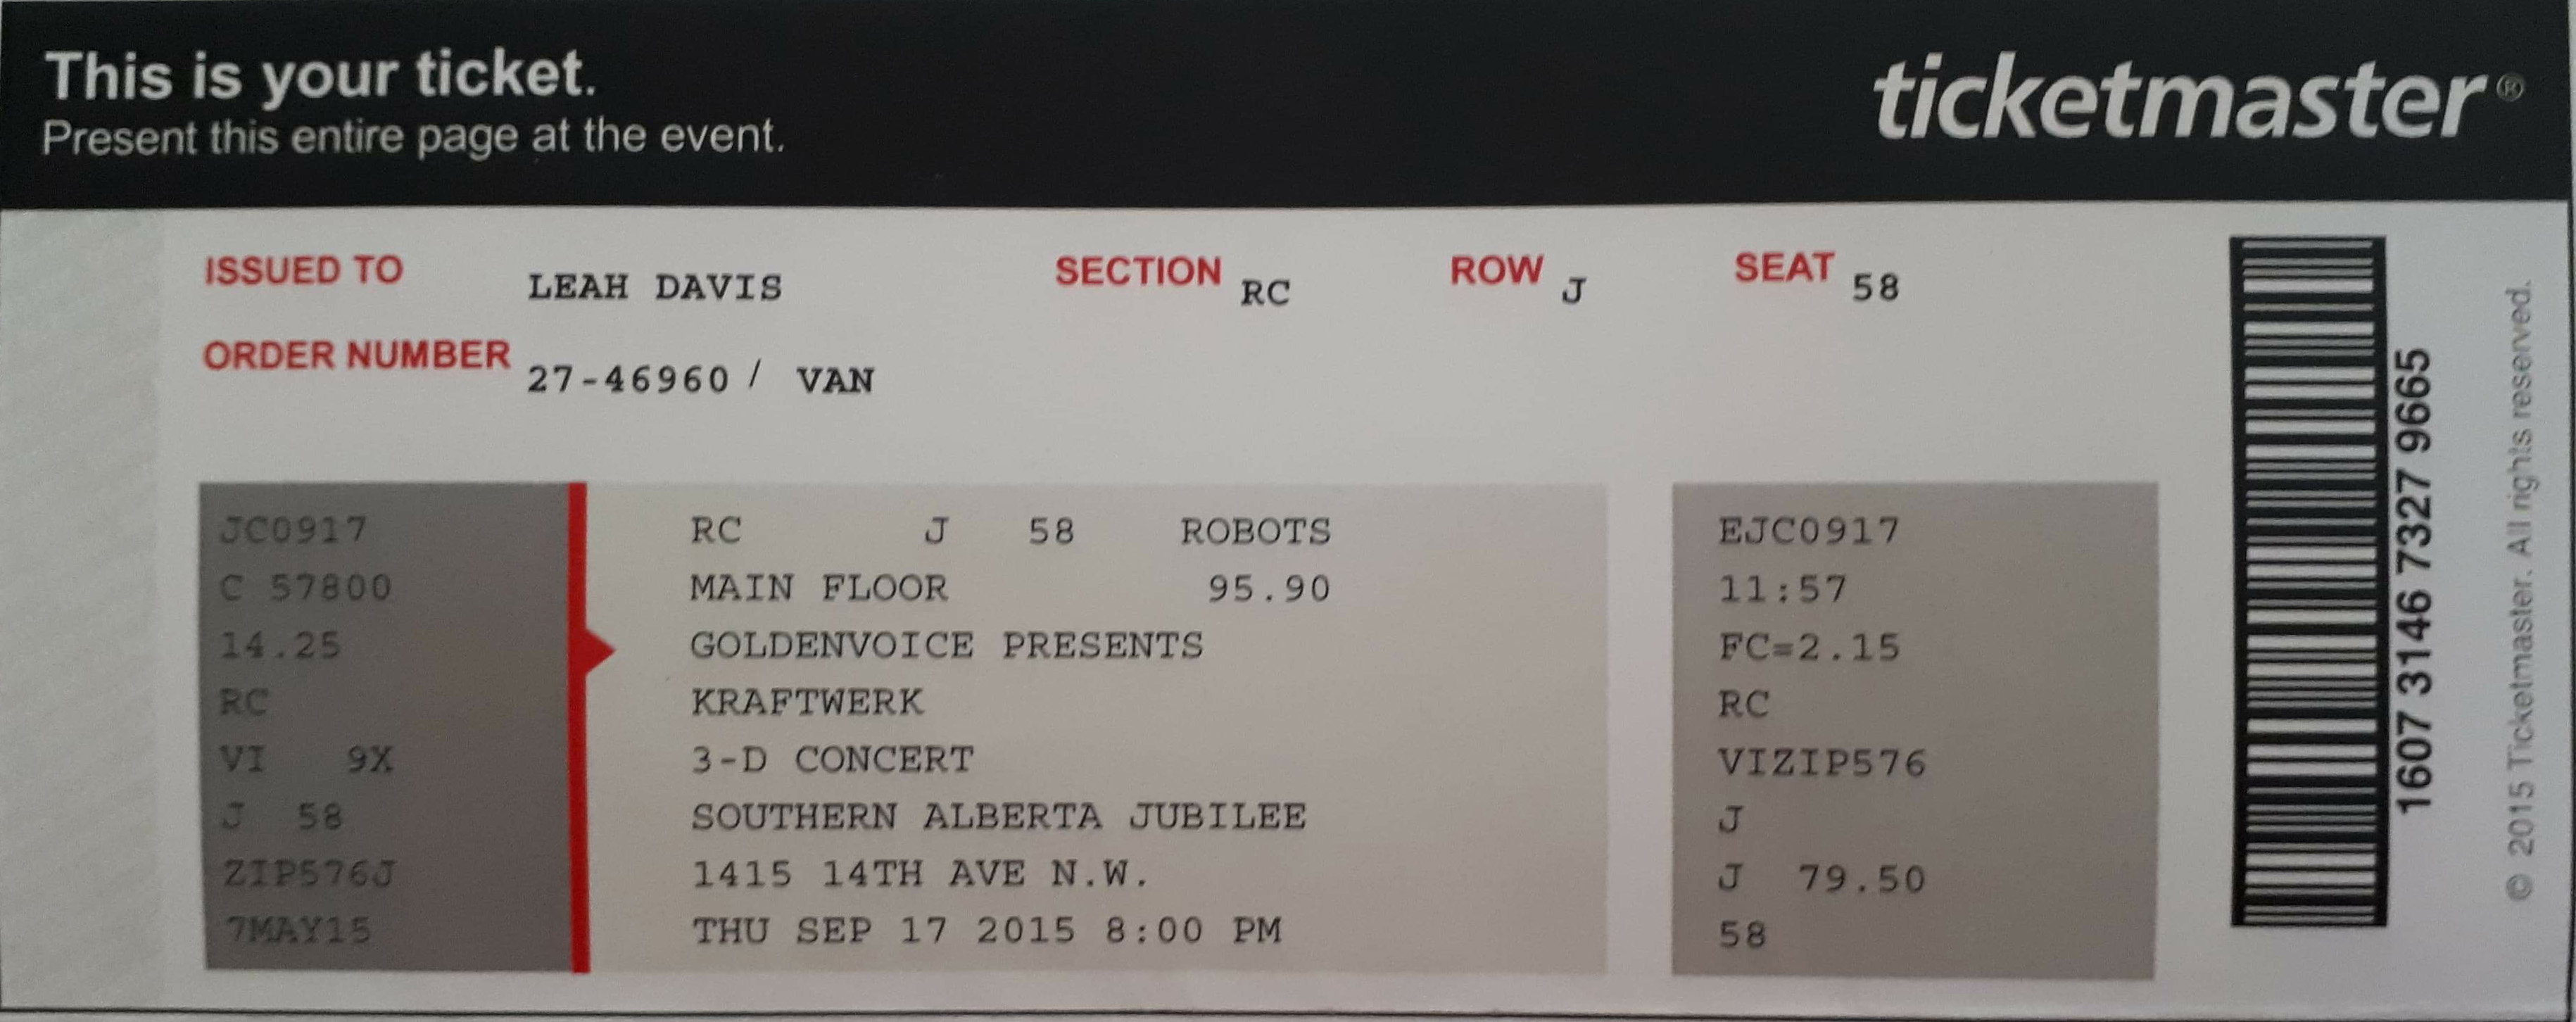 This is your ticket.
Present this entire page at the event.
ticketmaster®
ISSUED TO LEAH DAVIS SECTION RC ROW J SEAT 58
ORDER NUMBER 27-46960 / VAN
JC0917
C 57800
14.25
RC
VI 9X
J 58
ZIP576J
7MAY15
RC J 58 ROBOTS
MAIN FLOOR 95.90
GOLDENVOICE PRESENTS
KRAFTWERK
3-D CONCERT
SOUTHERN ALBERTA JUBILEE
1415 14TH AVE N.W.
THU SEP 17 2015 8:00 PM
EJC0917
11:57
FC=2.15
RC
VIZIP576
J
J 79.50
58
1607 3146 7327 9665
© 2015 Ticketmaster. All rights reserved.